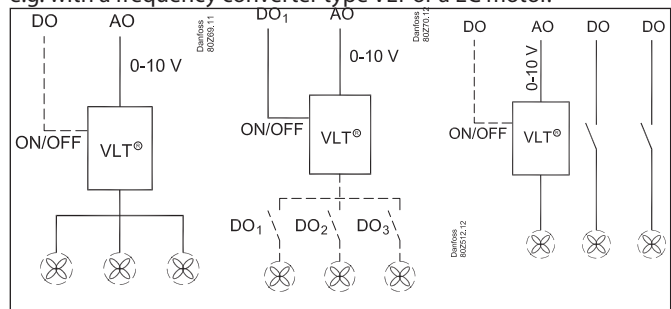 e.g. with a frequency converter type VLT or a EC motor.
DO AO
Danfoss
80Z69.11
0-10 V
ON/OFF
VLT®
DO1 AO
Danfoss
80Z70.12
0-10 V
ON/OFF
VLT®
DO1 DO2 DO3
DO AO DO DO
0-10 V
ON/OFF
VLT®
Danfoss
80Z512.12